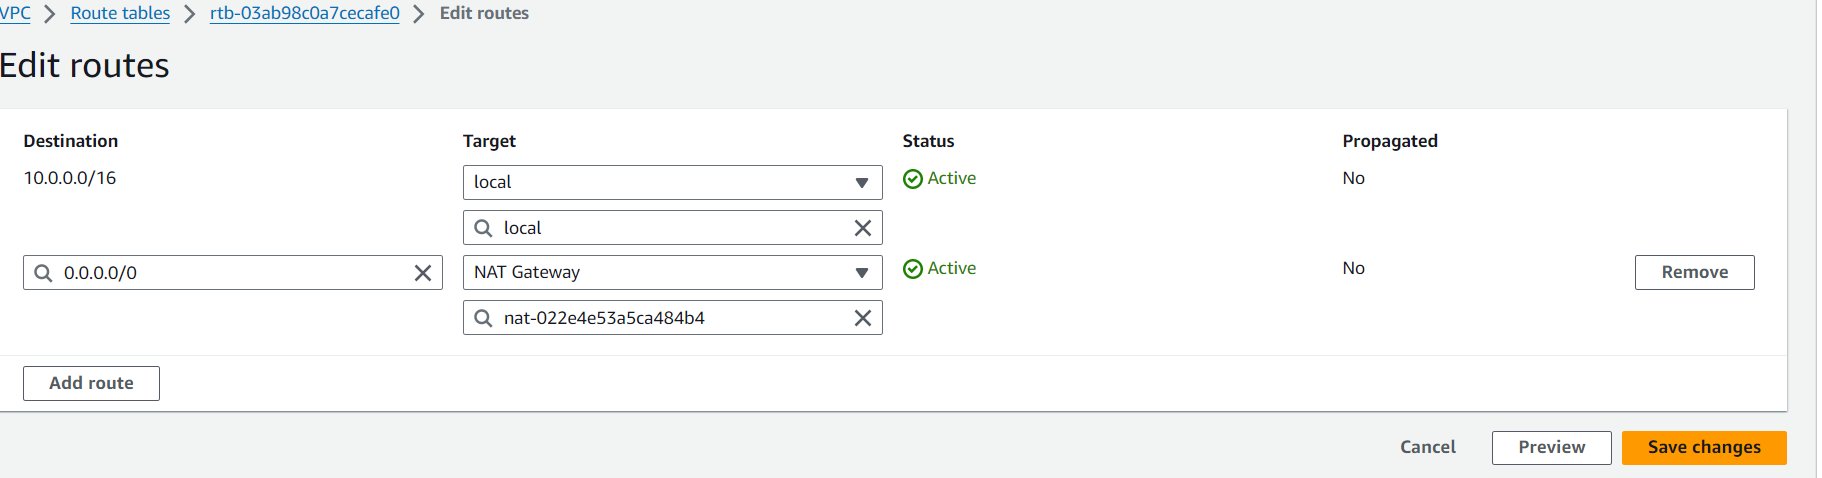 VPC > Route tables > rtb-03ab98c0a7cecafe0 > Edit routes
Edit routes
Destination Target Status Propagated
10.0.0.0/16 local Active No
local
0.0.0.0/0 NAT Gateway Active No Remove
nat-022e4e53a5ca484b4
Add route
Cancel Preview Save changes